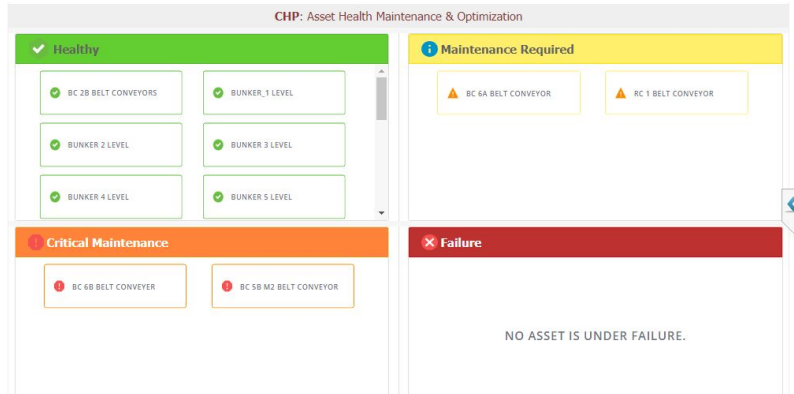 CHP: Asset Health Maintenance & Optimization
Healthy
BC 2B BELT CONVEYORS
BUNKER_1 LEVEL
BUNKER 2 LEVEL
BUNKER 3 LEVEL
BUNKER 4 LEVEL
BUNKER 5 LEVEL
Maintenance Required
BC 6A BELT CONVEYOR
RC 1 BELT CONVEYOR
Critical Maintenance
BC 6B BELT CONVEYER
BC 5B M2 BELT CONVEYOR
Failure
NO ASSET IS UNDER FAILURE.